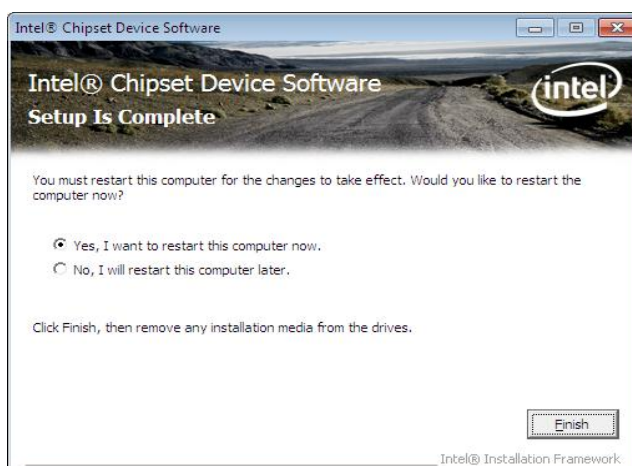 Intel® Chipset Device Software
Intel® Chipset Device Software
intel
Setup Is Complete
You must restart this computer for the changes to take effect. Would you like to restart the
computer now?
Yes, I want to restart this computer now.
No, I will restart this computer later.
Click Finish, then remove any installation media from the drives.
Finish
Intel® Installation Framework